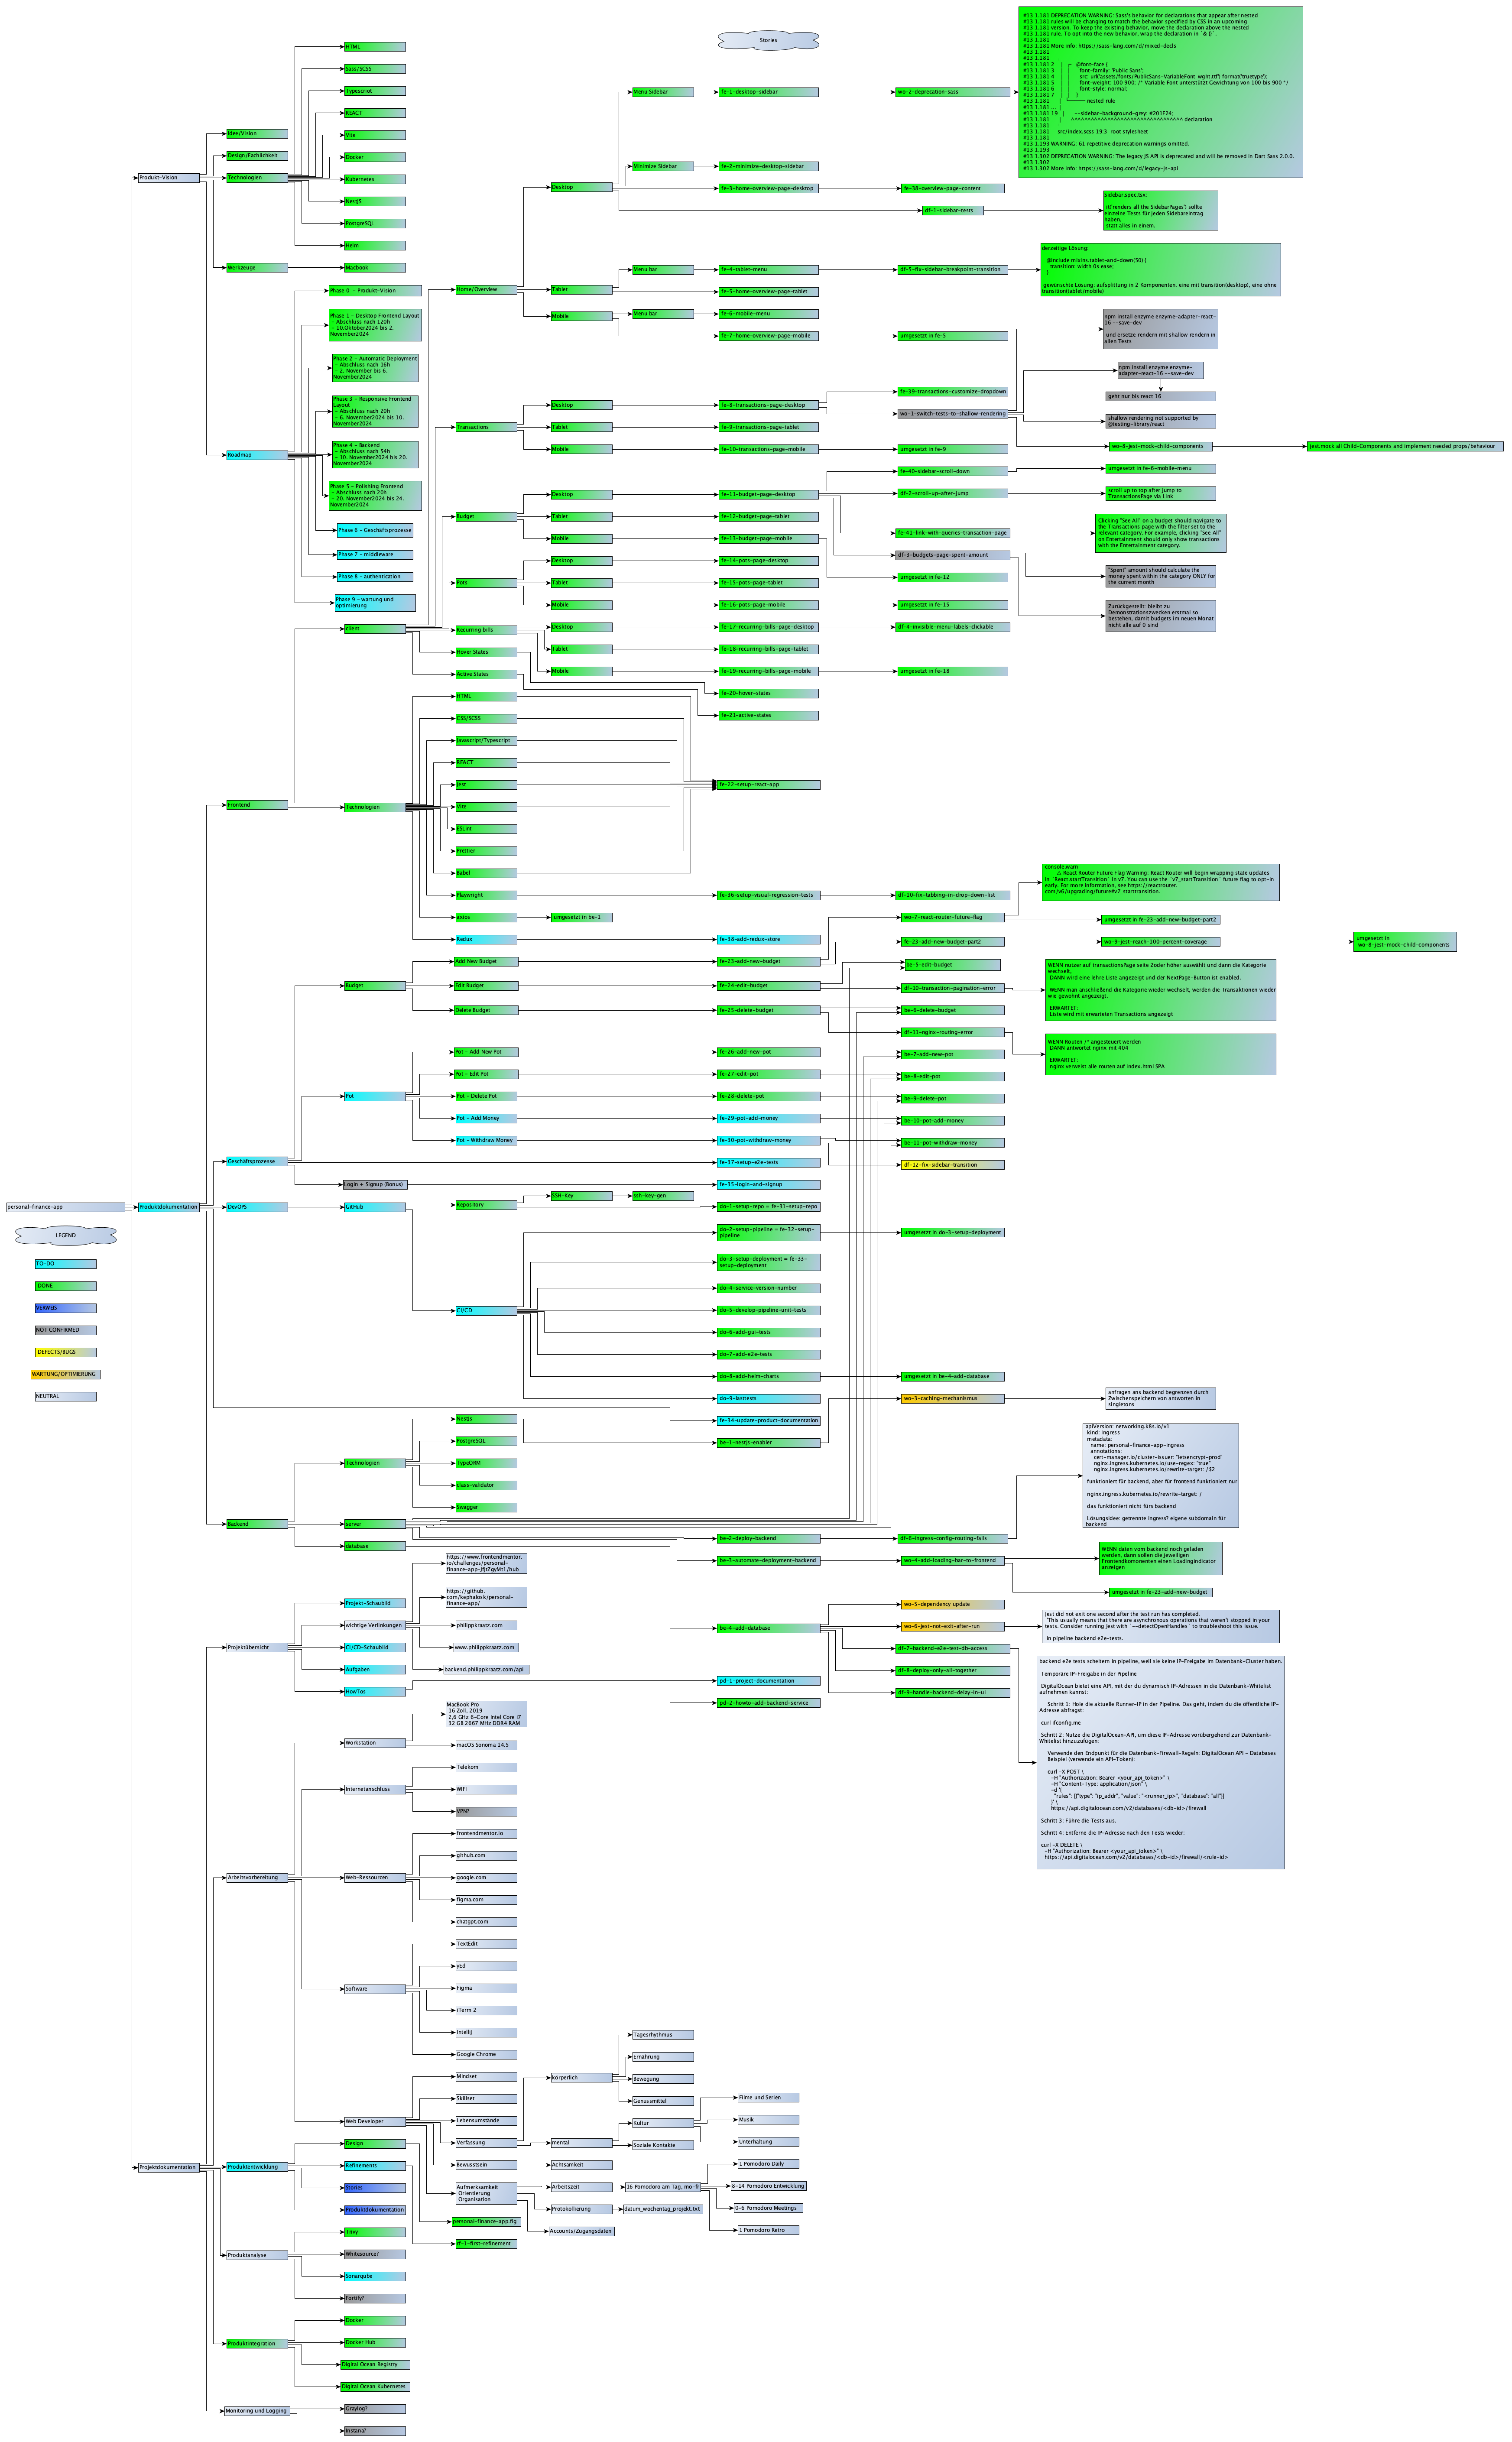 Stories
#13 1.181 DEPRECATION WARNING: Sass's behavior for declarations that appear after nested
#13 1.181 rules will be changing to match the behavior specified by CSS in an upcoming
#13 1.181 version. To keep the existing behavior, move the declaration above the nested
#13 1.181 rule. To opt into the new behavior, wrap the declaration in `& {}`.
#13 1.181
#13 1.181 More info: https://sass-lang.com/d/mixed-decls
#13 1.181
#13 1.181
#13 1.181 2 | ┌ @font-face {
#13 1.181 3 | | font-family: 'Public Sans';
#13 1.181 4 | | src: url('assets/fonts/PublicSans-VariableFont_wght.ttf') format('truetype');
#13 1.181 5 | | font-weight: 100 900; /* Variable Font unterstützt Gewichtung von 100 bis 900 */
#13 1.181 6 | | font-style: normal;
#13 1.181 7 | | }
#13 1.181 | └─── nested rule
#13 1.181 ... |
#13 1.181 19 | --sidebar-background-grey: #201F24;
#13 1.181 | ^^^^^^^^^^^^^^^^^^^^^^^^^^^^^^^^^^ declaration
#13 1.181
#13 1.181 src/index.scss 19:3 root stylesheet
#13 1.181
#13 1.193 WARNING: 61 repetitive deprecation warnings omitted.
#13 1.193
#13 1.302 DEPRECATION WARNING: The legacy JS API is deprecated and will be removed in Dart Sass 2.0.0.
#13 1.302
#13 1.302 More info: https://sass-lang.com/d/legacy-js-api
HTML
Sass/SCSS
Typescript
REACT
Vite
Docker
Kubernetes
NestJS
PostgreSQL
Helm
Idee/Vision
Design/Fachlichkeit
Produkt-Vision
Technologien
Werkzeuge
Macbook
Menu Sidebar
fe-1-desktop-sidebar
wo-2-deprecation-sass
Minimize Sidebar
fe-2-minimize-desktop-sidebar
Desktop
fe-3-home-overview-page-desktop
fe-38-overview-page-content
df-1-sidebar-tests
Sidebar.spec.tsx:
it('renders all the SidebarPages') sollte
einzelne Tests für jeden Sidebareintrag
haben,
statt alles in einem.
Menu bar
fe-4-tablet-menu
df-5-fix-sidebar-breakpoint-transition
derzeitige Lösung:
@include mixins.tablet-and-down(50) {
transition: width 0s ease;
}
gewünschte Lösung: aufsplittung in 2 Komponenten. eine mit transition(desktop), eine ohne
transition(tablet/mobile)
Home/Overview
Tablet
fe-5-home-overview-page-tablet
Mobile
Menu bar
fe-6-mobile-menu
fe-7-home-overview-page-mobile
umgesetzt in fe-5
npm install enzyme enzyme-adapter-react-
16 --save-dev
und ersetze rendern mit shallow rendern in
allen Tests
npm install enzyme enzyme-
adapter-react-16 --save-dev
geht nur bis react 16
shallow rendering not supported by
@testing-library/react
Phase 0 - Produkt-Vision
Phase 1 - Desktop Frontend Layout
- Abschluss nach 120h
- 10.Oktober2024 bis 2.
November2024
Phase 2 - Automatic Deployment
- Abschluss nach 16h
- 2. November bis 6.
November2024
Phase 3 - Responsive Frontend
Layout
- Abschluss nach 20h
- 6. November2024 bis 10.
November2024
Roadmap
Phase 4 - Backend
- Abschluss nach 54h
- 10. November2024 bis 20.
November2024
Phase 5 - Polishing Frontend
- Abschluss nach 20h
- 20. November2024 bis 24.
November2024
Phase 6 - Geschäftsprozesse
Phase 7 - middleware
Phase 8 - authentication
Phase 9 - wartung und
optimierung
Transactions
Desktop
fe-8-transactions-page-desktop
fe-39-transactions-customize-dropdown
wo-1-switch-tests-to-shallow-rendering
Tablet
fe-9-transactions-page-tablet
Mobile
fe-10-transactions-page-mobile
umgesetzt in fe-9
wo-8-jest-mock-child-components
jest.mock all Child-Components and implement needed props/behaviour
fe-40-sidebar-scroll-down
umgesetzt in fe-6-mobile-menu
Budget
Desktop
fe-11-budget-page-desktop
df-2-scroll-up-after-jump
scroll up to top after jump to
TransactionsPage via Link
Tablet
fe-12-budget-page-tablet
fe-41-link-with-queries-transaction-page
Clicking "See All" on a budget should navigate to
the Transactions page with the filter set to the
relevant category. For example, clicking "See All"
on Entertainment should only show transactions
with the Entertainment category.
Mobile
fe-13-budget-page-mobile
df-3-budgets-page-spent-amount
"Spent" amount should calculate the
money spent within the category ONLY for
the current month
umgesetzt in fe-12
Zurückgestellt: bleibt zu
Demonstrationszwecken erstmal so
bestehen, damit budgets im neuen Monat
nicht alle auf 0 sind
Pots
Desktop
fe-14-pots-page-desktop
Tablet
fe-15-pots-page-tablet
Mobile
fe-16-pots-page-mobile
umgesetzt in fe-15
client
Recurring bills
Desktop
fe-17-recurring-bills-page-desktop
df-4-invisible-menu-labels-clickable
Tablet
fe-18-recurring-bills-page-tablet
Mobile
fe-19-recurring-bills-page-mobile
umgesetzt in fe-18
Hover States
Active States
fe-20-hover-states
fe-21-active-states
Frontend
Technologien
HTML
CSS/SCSS
Javascript/Typescript
REACT
Jest
Vite
ESLint
Prettier
Babel
fe-22-setup-react-app
Playwright
fe-36-setup-visual-regression-tests
df-10-fix-tabbing-in-drop-down-list
axios
umgesetzt in be-1
Redux
fe-38-add-redux-store
console.warn
⚠ React Router Future Flag Warning: React Router will begin wrapping state updates
in `React.startTransition` in v7. You can use the `v7_startTransition` future flag to opt-in
early. For more information, see https://reactrouter.
com/v6/upgrading/future#v7_starttransition.
wo-7-react-router-future-flag
umgesetzt in fe-23-add-new-budget-part2
fe-23-add-new-budget-part2
wo-9-jest-reach-100-percent-coverage
umgesetzt in
wo-8-jest-mock-child-components
Budget
Add New Budget
fe-23-add-new-budget
be-5-edit-budget
Edit Budget
fe-24-edit-budget
df-10-transaction-pagination-error
WENN nutzer auf transactionsPage seite 2oder höher auswählt und dann die Kategorie
wechselt,
DANN wird eine lehre Liste angezeigt und der NextPage-Button ist enabled.
WENN man anschließend die Kategorie wieder wechselt, werden die Transaktionen wieder
wie gewohnt angezeigt.
ERWARTET:
Liste wird mit erwarteten Transactions angezeigt
Delete Budget
fe-25-delete-budget
be-6-delete-budget
df-11-nginx-routing-error
WENN Routen /.* angesteuert werden
DANN antwortet nginx mit 404
ERWARTET:
nginx verweist alle routen auf index.html SPA
Pot
Pot - Add New Pot
fe-26-add-new-pot
be-7-add-new-pot
Pot - Edit Pot
fe-27-edit-pot
be-8-edit-pot
Pot - Delete Pot
fe-28-delete-pot
be-9-delete-pot
Pot - Add Money
fe-29-pot-add-money
be-10-pot-add-money
Pot - Withdraw Money
fe-30-pot-withdraw-money
be-11-pot-withdraw-money
Geschäftsprozesse
fe-37-setup-e2e-tests
df-12-fix-sidebar-transition
Login + Signup (Bonus)
fe-35-login-and-signup
personal-finance-app
Produktdokumentation
DevOPS
GitHub
Repository
SSH-Key
ssh-key-gen
do-1-setup-repo = fe-31-setup-repo
do-2-setup-pipeline = fe-32-setup-
pipeline
umgesetzt in do-3-setup-deployment
do-3-setup-deployment = fe-33-
setup-deployment
do-4-service-version-number
CI/CD
do-5-develop-pipeline-unit-tests
do-6-add-gui-tests
do-7-add-e2e-tests
do-8-add-helm-charts
umgesetzt in be-4-add-database
do-9-lasttests
LEGEND
TO-DO
DONE
VERWEIS
NOT CONFIRMED
DEFECTS/BUGS
WARTUNG/OPTIMIERUNG
NEUTRAL
wo-3-caching-mechanismus
anfragen ans backend begrenzen durch
Zwischenspeichern von antworten in
singletons
fe-34-update-product-documentation
NestJs
be-1-nestjs-enabler
PostgreSQL
Technologien
TypeORM
class-validator
swagger
apiVersion: networking.k8s.io/v1
kind: Ingress
metadata:
name: personal-finance-app-ingress
annotations:
cert-manager.io/cluster-issuer: "letsencrypt-prod"
nginx.ingress.kubernetes.io/use-regex: "true"
nginx.ingress.kubernetes.io/rewrite-target: /$2
funktioniert für backend, aber für frontend funktioniert nur
nginx.ingress.kubernetes.io/rewrite-target: /
das funktioniert nicht fürs backend
Lösungsidee: getrennte ingress? eigene subdomain für
backend
Backend
server
database
be-2-deploy-backend
df-6-ingress-config-routing-fails
be-3-automate-deployment-backend
wo-4-add-loading-bar-to-frontend
WENN daten vom backend noch geladen
werden, dann sollen die jeweiligen
Frontendkomonenten einen Loadingindicator
anzeigen
umgesetzt in fe-23-add-new-budget
https://www.frontendmentor.
io/challenges/personal-
finance-app-JfjtZgyMt1/hub
https://github.
com/kephalosk/personal-
finance-app/
Projekt-Schaubild
wichtige Verlinkungen
philippkraatz.com
Projektübersicht
CI/CD-Schaubild
www.philippkraatz.com
Aufgaben
backend.philippkraatz.com/api
HowTos
pd-1-project-documentation
pd-2-howto-add-backend-service
wo-5-dependency update
be-4-add-database
wo-6-jest-not-exit-after-run
Jest did not exit one second after the test run has completed.
'This usually means that there are asynchronous operations that weren't stopped in your
tests. Consider running Jest with `--detectOpenHandles` to troubleshoot this issue.
in pipeline backend e2e-tests.
df-7-backend-e2e-test-db-access
df-8-deploy-only-all-together
df-9-handle-backend-delay-in-ui
backend e2e tests scheitern in pipeline, weil sie keine IP-Freigabe im Datenbank-Cluster haben.
Temporäre IP-Freigabe in der Pipeline
DigitalOcean bietet eine API, mit der du dynamisch IP-Adressen in die Datenbank-Whitelist
aufnehmen kannst:
Schritt 1: Hole die aktuelle Runner-IP in der Pipeline. Das geht, indem du die öffentliche IP-
Adresse abfragst:
curl ifconfig.me
Schritt 2: Nutze die DigitalOcean-API, um diese IP-Adresse vorübergehend zur Datenbank-
Whitelist hinzuzufügen:
Verwende den Endpunkt für die Datenbank-Firewall-Regeln: DigitalOcean API - Databases
Beispiel (verwende ein API-Token):
curl -X POST \
-H "Authorization: Bearer <your_api_token>" \
-H "Content-Type: application/json" \
-d '{
"rules": [{"type": "ip_addr", "value": "<runner_ip>", "database": "all"}]
}' \
https://api.digitalocean.com/v2/databases/<db-id>/firewall
Schritt 3: Führe die Tests aus.
Schritt 4: Entferne die IP-Adresse nach den Tests wieder:
curl -X DELETE \
-H "Authorization: Bearer <your_api_token>" \
https://api.digitalocean.com/v2/databases/<db-id>/firewall/<rule-id>
MacBook Pro
16 Zoll, 2019
2,6 GHz 6-Core Intel Core i7
32 GB 2667 MHz DDR4 RAM
Workstation
macOS Sonoma 14.5
Telekom
Internetanschluss
WIFI
VPN?
frontendmentor.io
github.com
Arbeitsvorbereitung
Web-Ressourcen
google.com
figma.com
chatgpt.com
TextEdit
yEd
Software
Figma
iTerm 2
IntelliJ
Google Chrome
Mindset
Skillset
Web Developer
Lebensumstände
Verfassung
körperlich
Tagesrhythmus
Ernährung
Bewegung
Genussmittel
mental
Kultur
Filme und Serien
Musik
Unterhaltung
Soziale Kontakte
Bewusstsein
Achtsamkeit
Aufmerksamkeit
Orientierung
Organisation
Arbeitszeit
16 Pomodoro am Tag, mo-fr
1 Pomodoro Daily
8-14 Pomodoro Entwicklung
0-6 Pomodoro Meetings
1 Pomodoro Retro
Protokollierung
datum_wochentag_projekt.txt
Accounts/Zugangsdaten
Projektdokumentation
Produktentwicklung
Design
Refinements
Stories
Produktdokumentation
personal-finance-app.fig
rf-1-first-refinement
Produktanalyse
Trivy
Whitesource?
Sonarqube
Fortify?
Produktintegration
Docker
Docker Hub
Digital Ocean Registry
Digital Ocean Kubernetes
Monitoring und Logging
Graylog?
Instana?